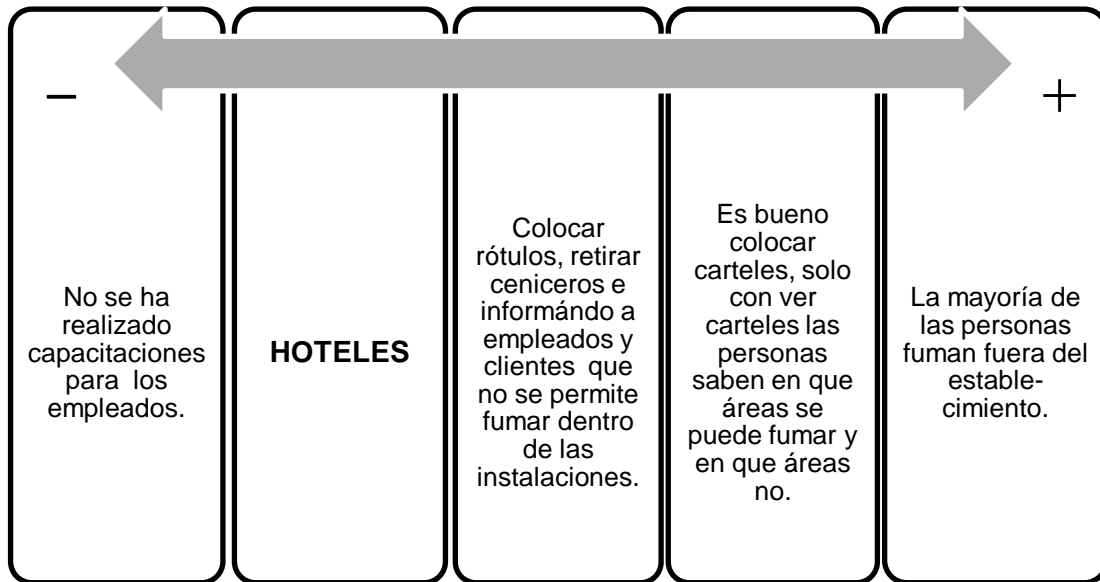 −
+
No se ha
realizado
capacitaciones
para los
empleados.
HOTELES
Colocar
rótulos, retirar
ceniceros e
informándo a
empleados y
clientes que
no se permite
fumar dentro
de las
instalaciones.
Es bueno
colocar
carteles, solo
con ver
carteles las
personas
saben en que
áreas se
puede fumar y
en que áreas
no.
La mayoría de
las personas
fuman fuera del
estable-
cimiento.